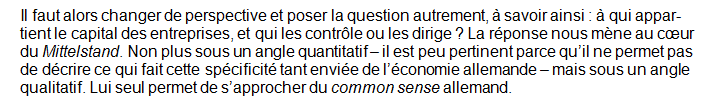 Il faut alors changer de perspective et poser la question autrement, à savoir ainsi : à qui appar-
tient le capital des entreprises, et qui les contrôle ou les dirige ? La réponse nous mène au cœur
du Mittelstand. Non plus sous un angle quantitatif – il est peu pertinent parce qu'il ne permet pas
de décrire ce qui fait cette spécificité tant enviée de l'économie allemande – mais sous un angle
qualitatif. Lui seul permet de s'approcher du common sense allemand.